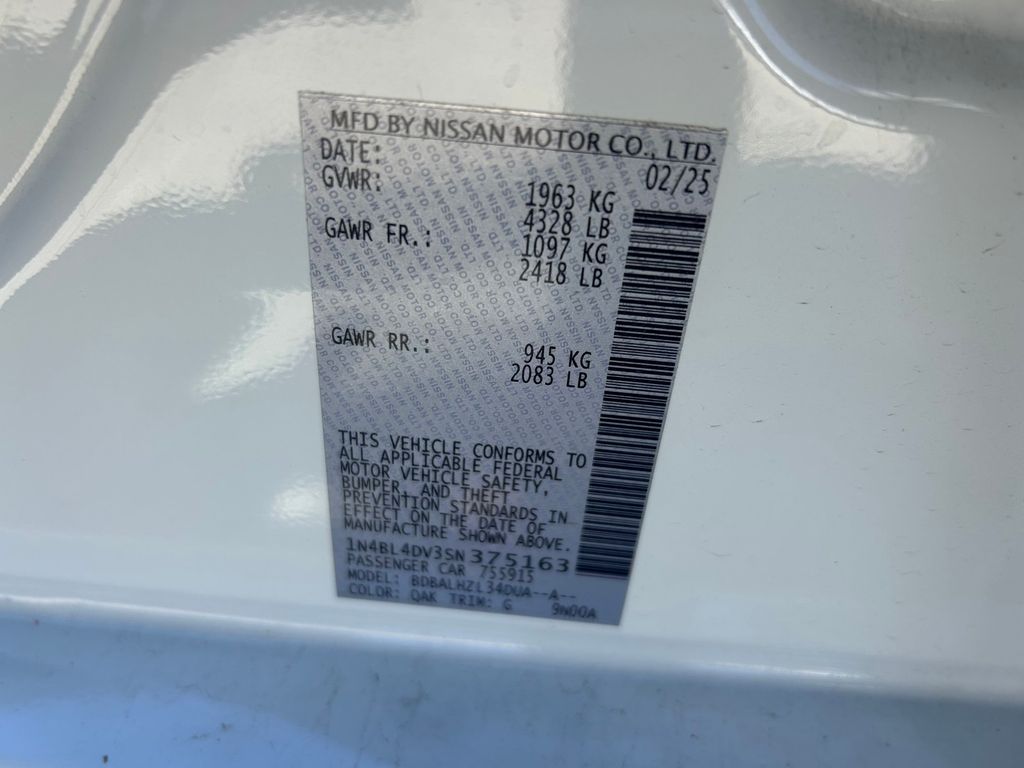 MFD BY NISSAN MOTOR CO., LTD.
DATE: 02/25
GVWR: 1963 KG
4328 LB
GAWR FR.: 1097 KG
2418 LB
GAWR RR.: 945 KG
2083 LB
THIS VEHICLE CONFORMS TO
ALL APPLICABLE FEDERAL
MOTOR VEHICLE SAFETY,
BUMPER, AND THEFT
PREVENTION STANDARDS IN
EFFECT ON THE DATE OF
MANUFACTURE SHOWN ABOVE.
1N4BL4DV3SN375163
PASSENGER CAR 755915
MODEL: BDBALHZL34DUA--A--
COLOR: QAK TRIM: G 9N00A